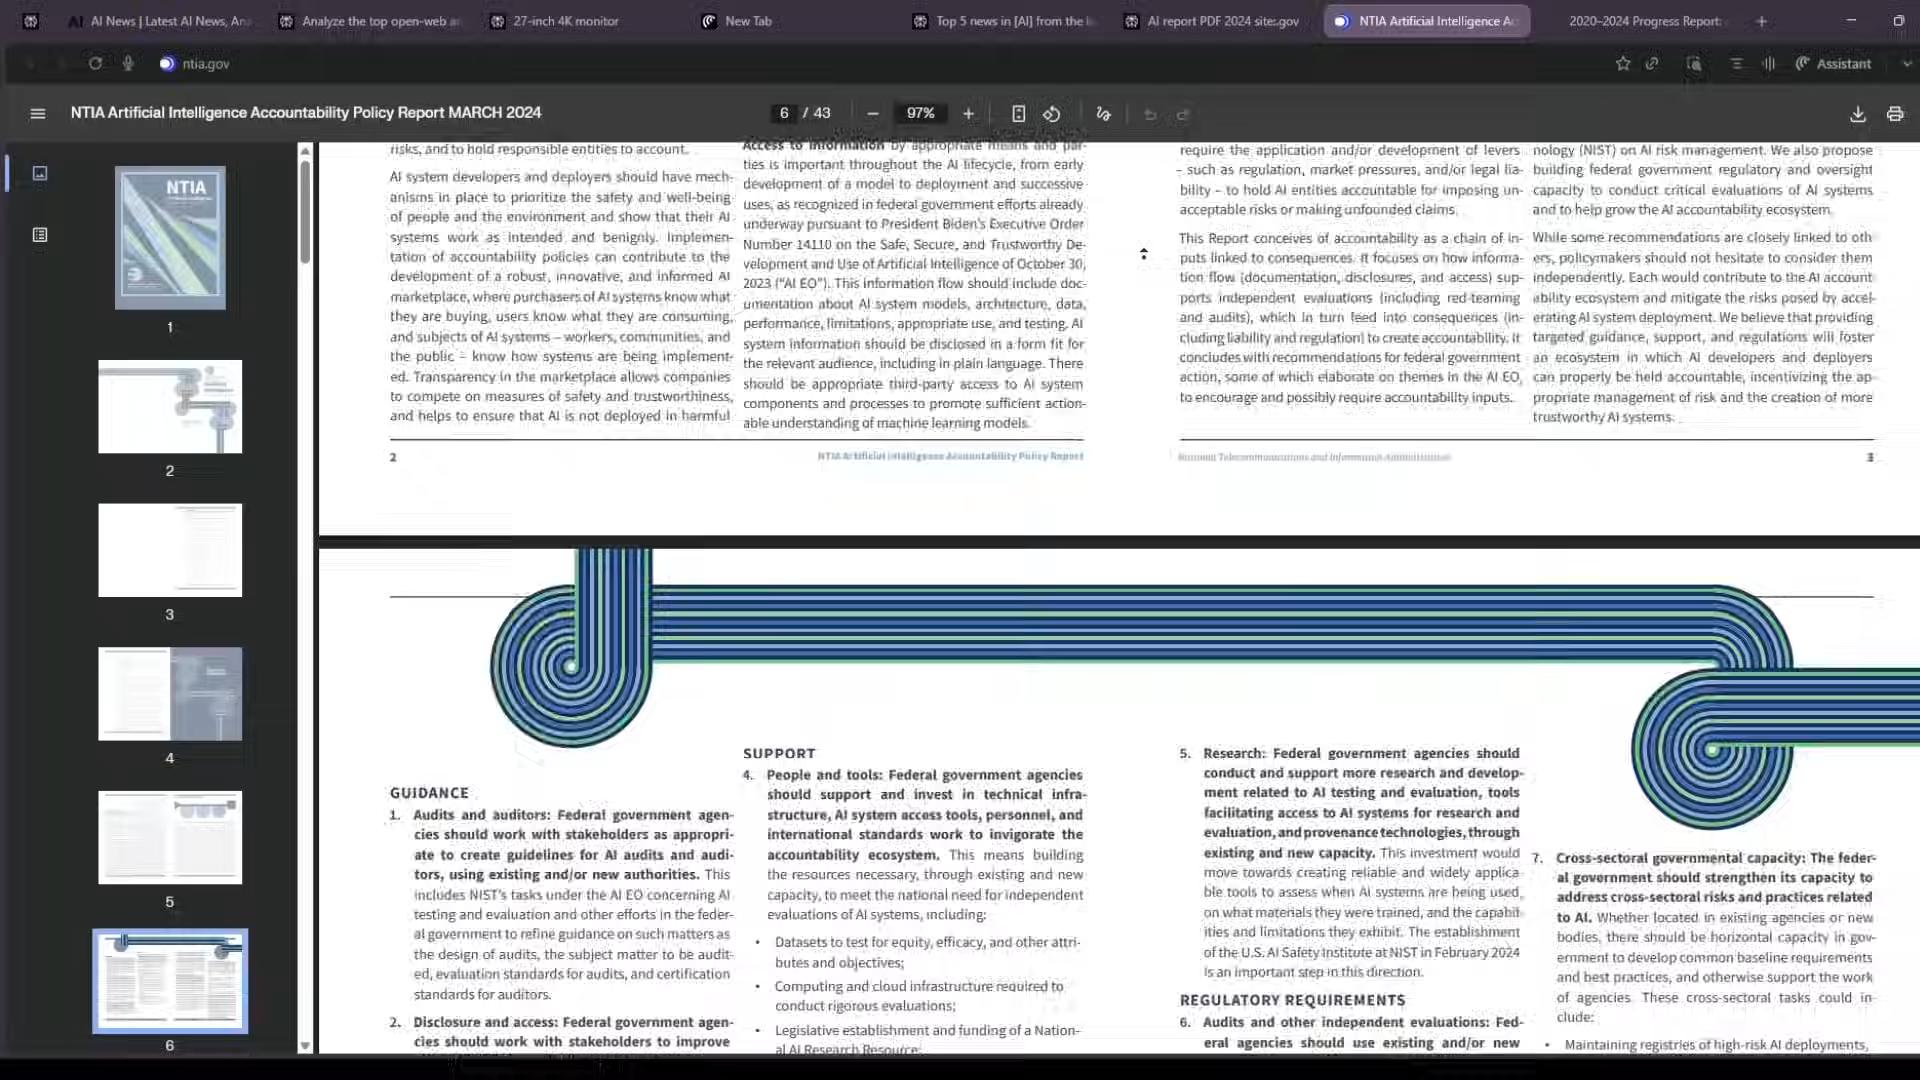 AI News | Latest AI News, An
Analyze the top open-web a
27-inch 4K monitor
New Tab
Top 5 news in [AI] from the l
AI report PDF 2024 site:.gov
NTIA Artificial Intelligence Ac
2020–2024 Progress Report:
ntia.gov
Assistant
NTIA Artificial Intelligence Accountability Policy Report MARCH 2024
6 / 43
97%
NTIA
1
2
3
4
5
6
risks, and to hold responsible entities to account.
AI system developers and deployers should have mech-
anisms in place to prioritize the safety and well-being
of people and the environment and show that their AI
systems work as intended and benignly. Implemen-
tation of accountability policies can contribute to the
development of a robust, innovative, and informed AI
marketplace, where purchasers of AI systems know what
they are buying, users know what they are consuming,
and subjects of AI systems – workers, communities, and
the public – know how systems are being implement-
ed. Transparency in the marketplace allows companies
to compete on measures of safety and trustworthiness,
and helps to ensure that AI is not deployed in harmful
Access to information by appropriate means and par-
ties is important throughout the AI lifecycle, from early
development of a model to deployment and successive
uses, as recognized in federal government efforts already
underway pursuant to President Biden's Executive Order
Number 14110 on the Safe, Secure, and Trustworthy De-
velopment and Use of Artificial Intelligence of October 30,
2023 ("AI EO"). This information flow should include doc-
umentation about AI system models, architecture, data,
performance, limitations, appropriate use, and testing. AI
system information should be disclosed in a form fit for
the relevant audience, including in plain language. There
should be appropriate third-party access to AI system
components and processes to promote sufficient action-
able understanding of machine learning models.
2
NTIA Artificial Intelligence Accountability Policy Report
require the application and/or development of levers
– such as regulation, market pressures, and/or legal lia-
bility – to hold AI entities accountable for imposing un-
acceptable risks or making unfounded claims.
This Report conceives of accountability as a chain of in-
puts linked to consequences. It focuses on how informa-
tion flow (documentation, disclosures, and access) sup-
ports independent evaluations (including red-teaming
and audits), which in turn feed into consequences (in-
cluding liability and regulation) to create accountability. It
concludes with recommendations for federal government
action, some of which elaborate on themes in the AI EO,
to encourage and possibly require accountability inputs.
nology (NIST) on AI risk management. We also propose
building federal government regulatory and oversight
capacity to conduct critical evaluations of AI systems
and to help grow the AI accountability ecosystem.
While some recommendations are closely linked to oth
ers, policymakers should not hesitate to consider them
independently. Each would contribute to the AI account
ability ecosystem and mitigate the risks posed by accel-
erating AI system deployment. We believe that providing
targeted guidance, support, and regulations will foster
an ecosystem in which AI developers and deployers
can properly be held accountable, incentivizing the ap-
propriate management of risk and the creation of more
trustworthy AI systems.
National Telecommunications and Information Administration
3
GUIDANCE
1. Audits and auditors: Federal government agen-
cies should work with stakeholders as appropri-
ate to create guidelines for AI audits and audi-
tors, using existing and/or new authorities. This
includes NIST's tasks under the AI EO concerning AI
testing and evaluation and other efforts in the feder-
al government to refine guidance on such matters as
the design of audits, the subject matter to be audit-
ed, evaluation standards for audits, and certification
standards for auditors.
2. Disclosure and access: Federal government agen-
cies should work with stakeholders to improve
SUPPORT
4. People and tools: Federal government agencies
should support and invest in technical infra-
structure, AI system access tools, personnel, and
international standards work to invigorate the
accountability ecosystem. This means building
the resources necessary, through existing and new
capacity, to meet the national need for independent
evaluations of AI systems, including:
• Datasets to test for equity, efficacy, and other attri-
butes and objectives;
• Computing and cloud infrastructure required to
conduct rigorous evaluations;
• Legislative establishment and funding of a Nation-
al AI Research Resource;
5. Research: Federal government agencies should
conduct and support more research and develop-
ment related to AI testing and evaluation, tools
facilitating access to AI systems for research and
evaluation, and provenance technologies, through
existing and new capacity. This investment would
move towards creating reliable and widely applica
ble tools to assess when AI systems are being used,
on what materials they were trained, and the capabil
ities and limitations they exhibit. The establishment
of the U.S. AI Safety Institute at NIST in February 2024
is an important step in this direction.
REGULATORY REQUIREMENTS
6. Audits and other independent evaluations: Fed-
eral agencies should use existing and/or new
7. Cross-sectoral governmental capacity: The feder-
al government should strengthen its capacity to
address cross-sectoral risks and practices related
to AI. Whether located in existing agencies or new
bodies, there should be horizontal capacity in gov-
ernment to develop common baseline requirements
and best practices, and otherwise support the work
of agencies. These cross-sectoral tasks could in-
clude:
• Maintaining registries of high-risk AI deployments,